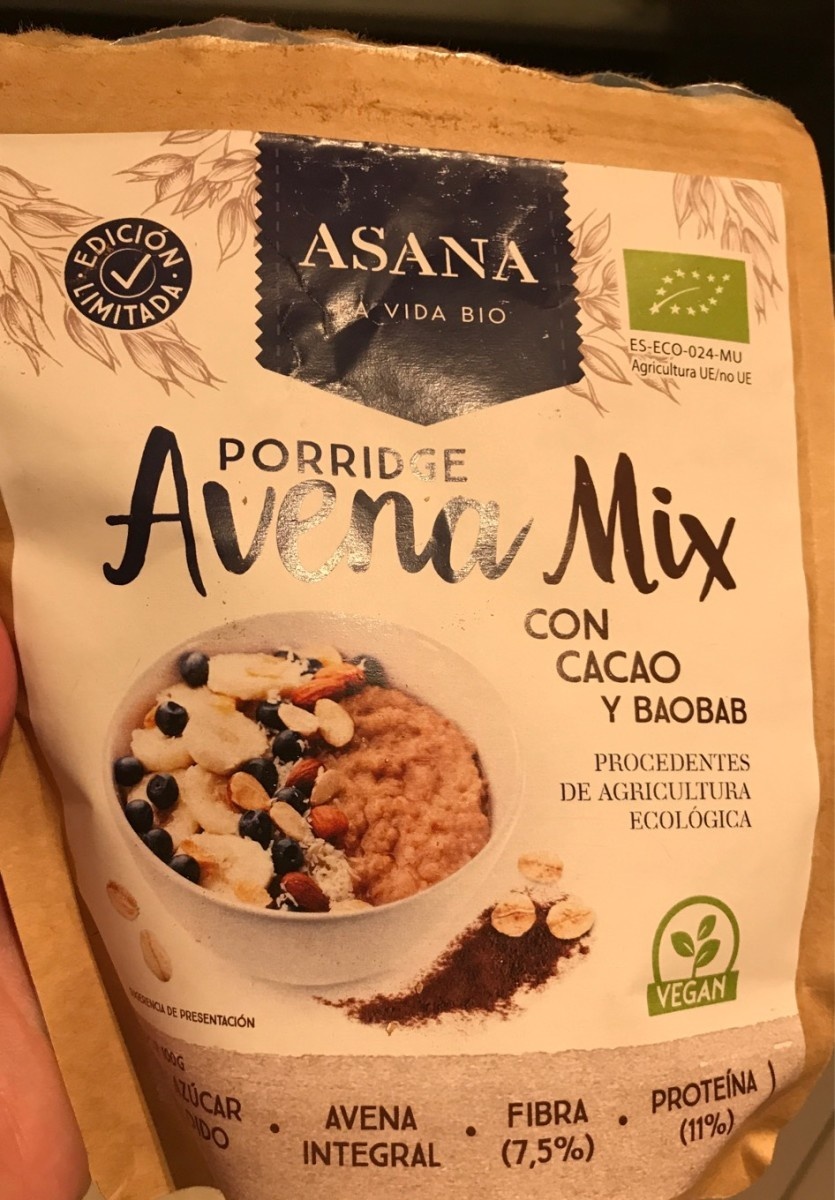 EDICIÓN
LIMITADA
ASANA
VIDA BIO
ES-ECO-024-MU
Agricultura UE/no UE
PORRIDGE
Avena Mix
CON
CACAO
Y BAOBAB
PROCEDENTES
DE AGRICULTURA
ECOLÓGICA
VEGAN
DE PRESENTACIÓN
100G
AZÚCAR
• AVENA
INTEGRAL
• FIBRA
(7,5%)
• PROTEÍNA
(11%)